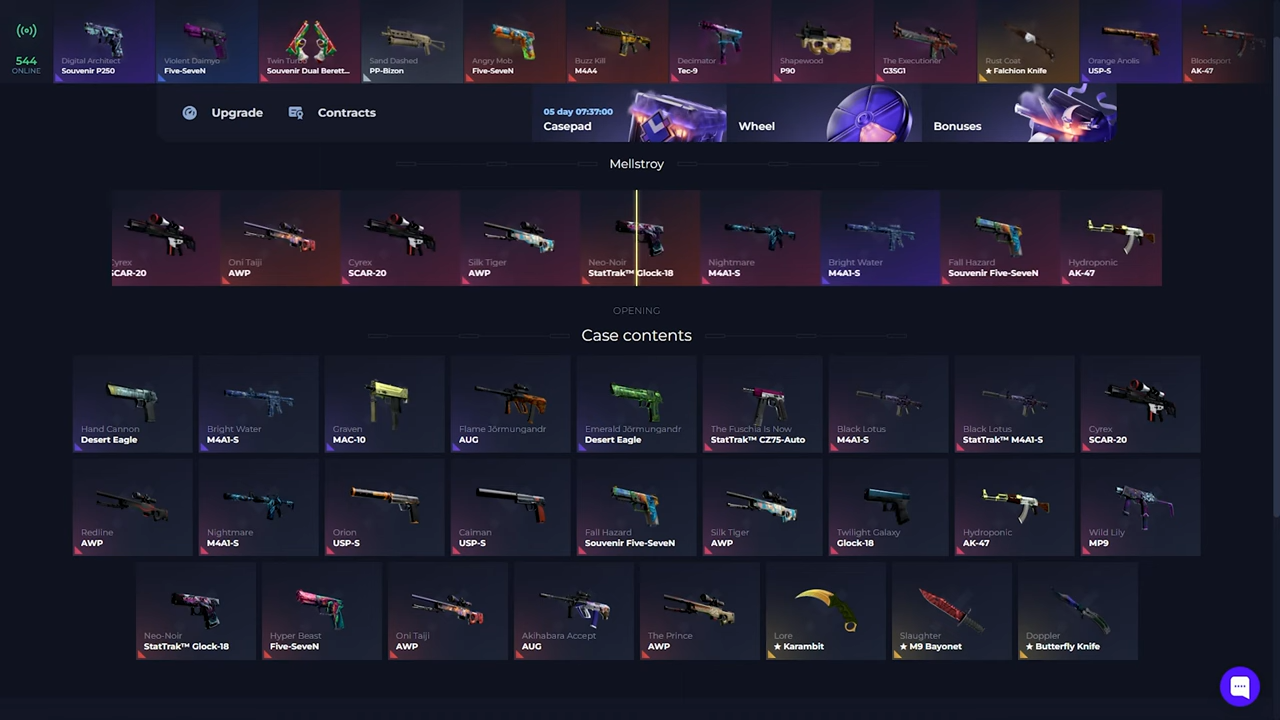 544
ONLINE
Digital Architect
Souvenir P250
Violent Daimyo
Five-SeveN
Twin Turbo
Souvenir Dual Berett...
Sand Dashed
PP-Bizon
Angry Mob
Five-SeveN
Buzz Kill
M4A4
Decimator
Tec-9
Shapewood
P90
The Executioner
G3SG1
Rust Coat
★ Falchion Knife
Orange Anolis
USP-S
Bloodsport
AK-47
Upgrade
Contracts
05 day 07:37:00
Casepad
Wheel
Bonuses
Mellstroy
Cyrex
SCAR-20
Oni Taiji
AWP
Cyrex
SCAR-20
Silk Tiger
AWP
Neo-Noir
StatTrak™ Glock-18
Nightmare
M4A1-S
Bright Water
M4A1-S
Fall Hazard
Souvenir Five-SeveN
Hydroponic
AK-47
OPENING
Case contents
Hand Cannon
Desert Eagle
Bright Water
M4A1-S
Graven
MAC-10
Flame Jörmungandr
AUG
Emerald Jörmungandr
Desert Eagle
The Fuschia Is Now
StatTrak™ CZ75-Auto
Black Lotus
M4A1-S
Black Lotus
StatTrak™ M4A1-S
Cyrex
SCAR-20
Redline
AWP
Nightmare
M4A1-S
Orion
USP-S
Caiman
USP-S
Fall Hazard
Souvenir Five-SeveN
Silk Tiger
AWP
Twilight Galaxy
Glock-18
Hydroponic
AK-47
Wild Lily
MP9
Neo-Noir
StatTrak™ Glock-18
Hyper Beast
Five-SeveN
Oni Taiji
AWP
Akihabara Accept
AUG
The Prince
AWP
Lore
★ Karambit
Slaughter
★ M9 Bayonet
Doppler
★ Butterfly Knife